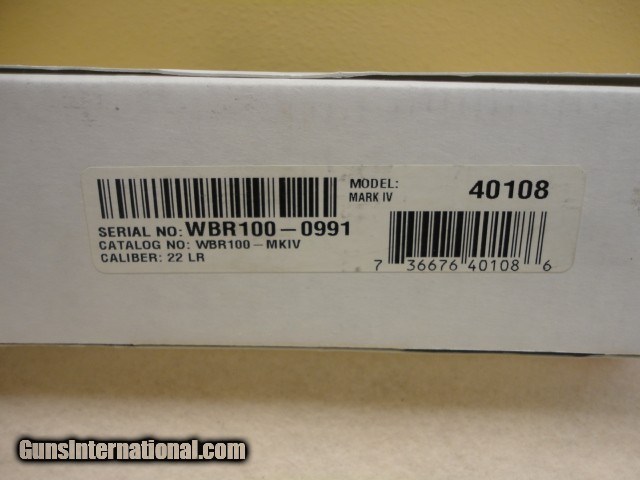 MODEL: 40108
MARK IV
SERIAL NO: WBR100-0991
CATALOG NO: WBR100-MKIV
CALIBER: 22 LR
7 36676 40108 6
GunsInternational.com